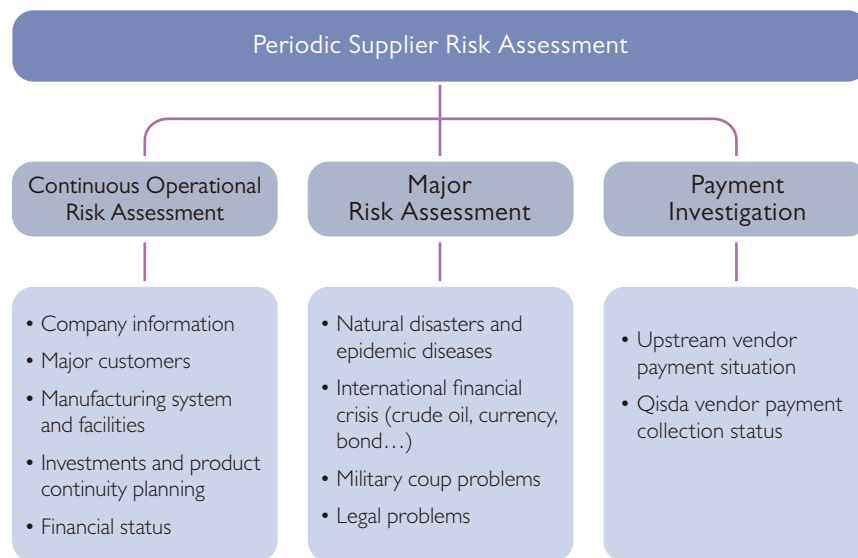 Periodic Supplier Risk Assessment
Continuous Operational
Risk Assessment
Major
Risk Assessment
Payment
Investigation
• Company information
• Major customers
• Manufacturing system
and facilities
• Investments and product
continuity planning
• Financial status
• Natural disasters and
epidemic diseases
• International financial
crisis (crude oil, currency,
bond…)
• Military coup problems
• Legal problems
• Upstream vendor
payment situation
• Qisda vendor payment
collection status